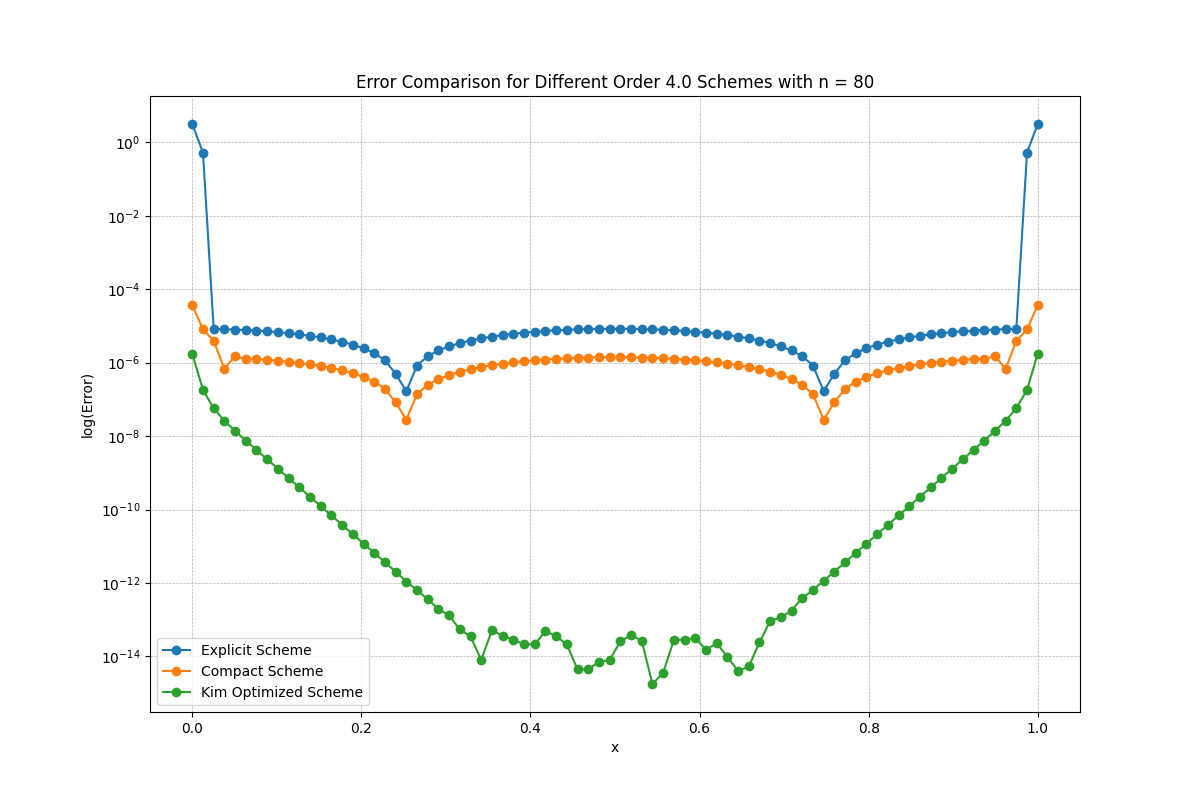 Error Comparison for Different Order 4.0 Schemes with n = 80
log(Error)
10⁰
10⁻²
10⁻⁴
10⁻⁶
10⁻⁸
10⁻¹⁰
10⁻¹²
10⁻¹⁴
Explicit Scheme
Compact Scheme
Kim Optimized Scheme
0.0 0.2 0.4 0.6 0.8 1.0
x